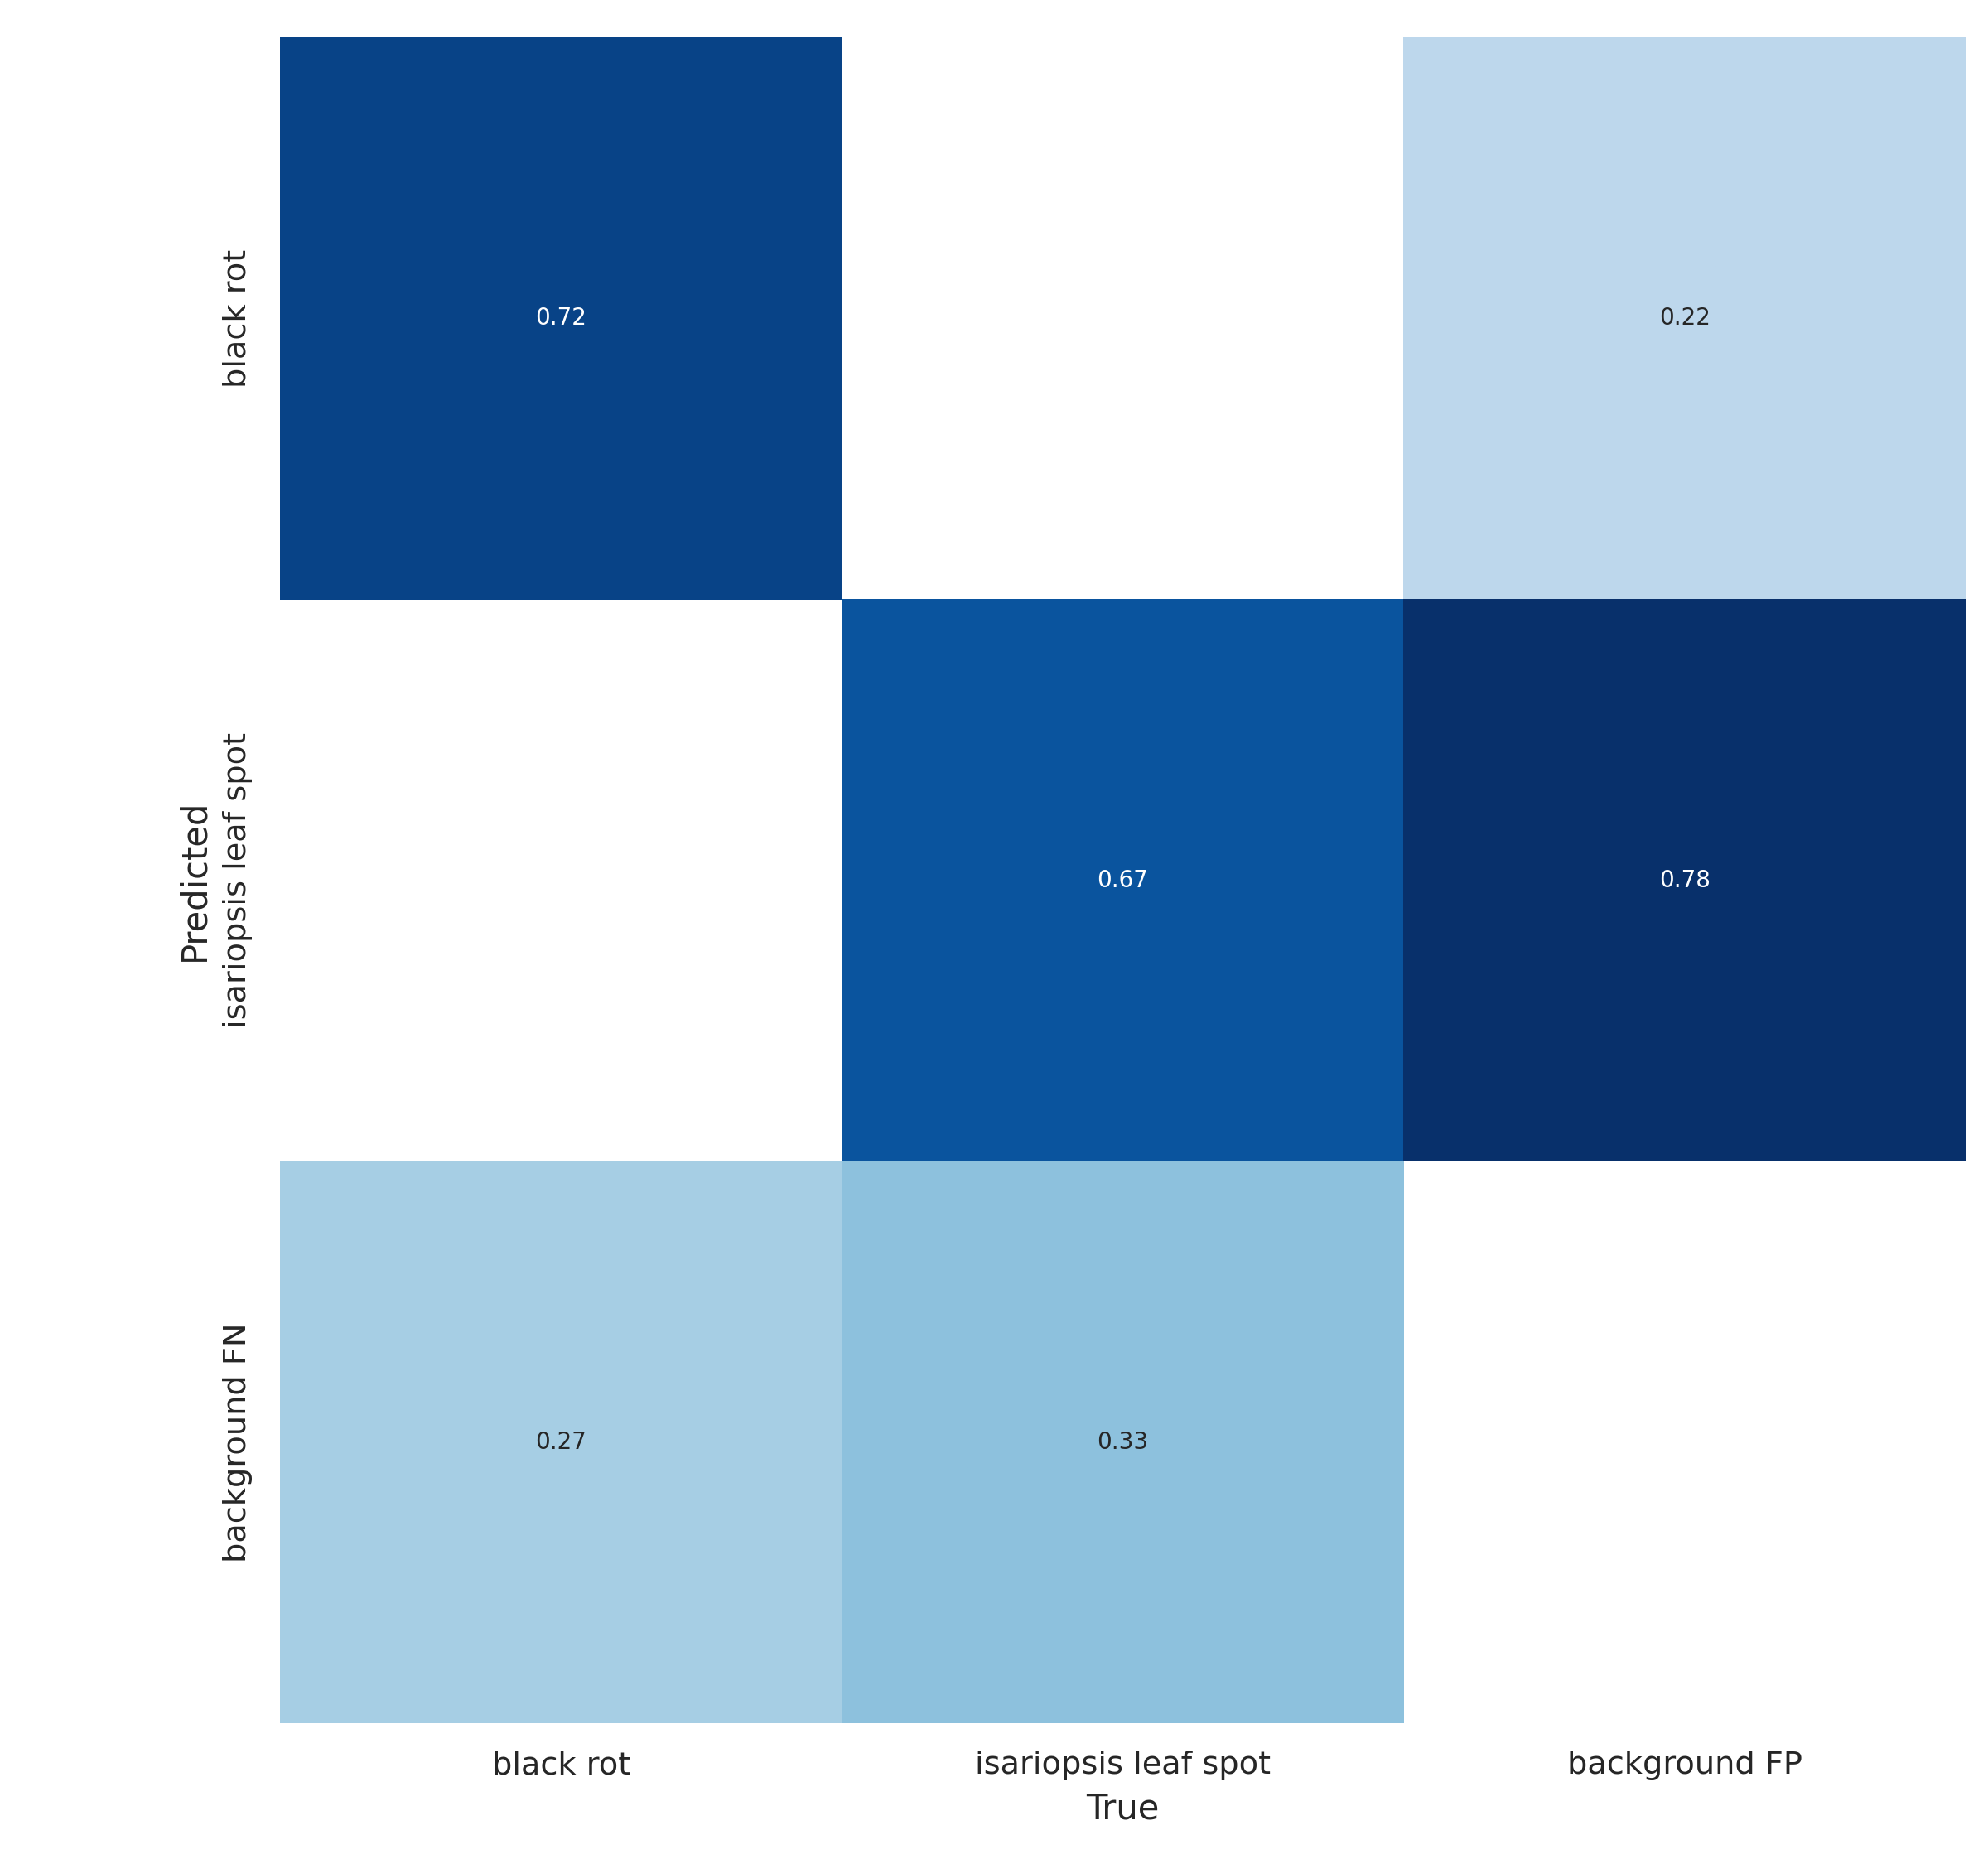 black rot
0.72
0.22
Predicted
isariopsis leaf spot
0.67
0.78
background FN
0.27
0.33
black rot
isariopsis leaf spot
background FP
True